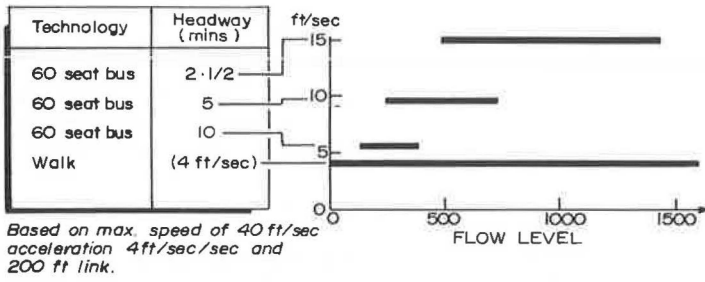 Technology
Headway
(mins)
60 seat bus 2·1/2
60 seat bus 5
60 seat bus 10
Walk (4 ft/sec)
ft/sec
15
10
5
0
0 500 1000 1500
FLOW LEVEL
Based on max. speed of 40 ft/sec
acceleration 4ft/sec/sec and
200 ft link.